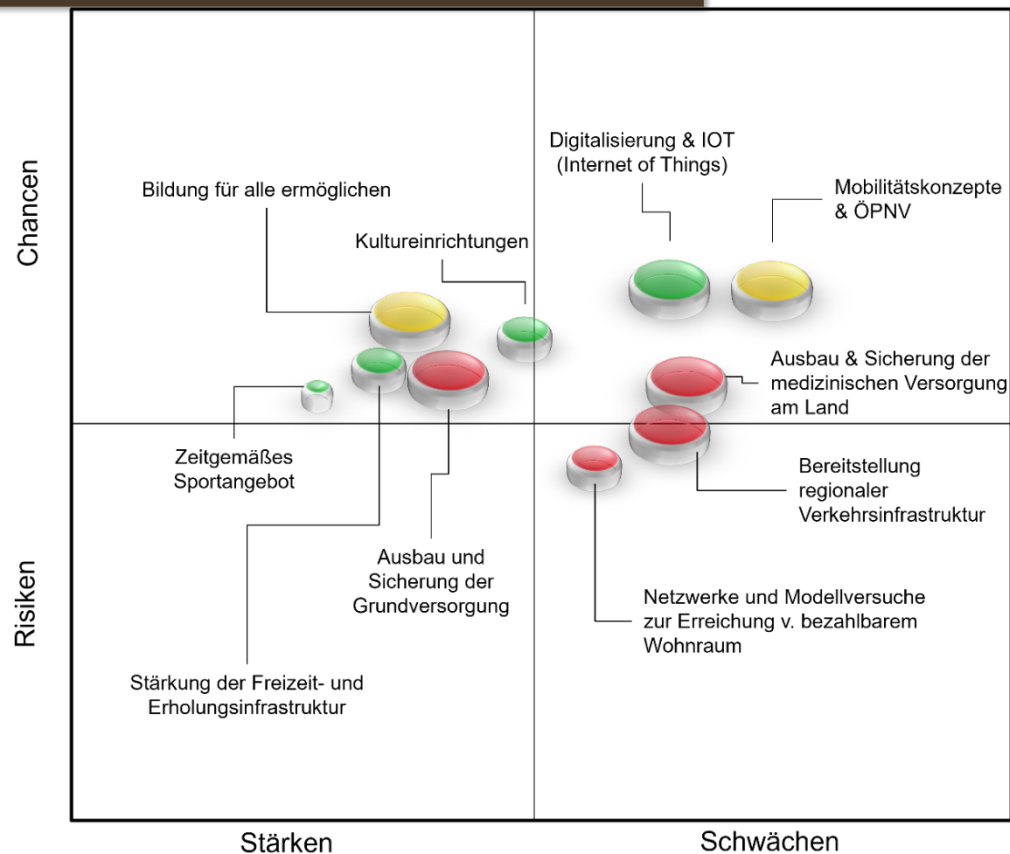 Chancen
Risiken
Bildung für alle ermöglichen
Kultureinrichtungen
Digitalisierung & IOT
(Internet of Things)
Mobilitätskonzepte
& ÖPNV
Ausbau & Sicherung der
medizinischen Versorgung
am Land
Zeitgemäßes
Sportangebot
Bereitstellung
regionaler
Verkehrsinfrastruktur
Ausbau und
Sicherung der
Grundversorgung
Netzwerke und Modellversuche
zur Erreichung v. bezahlbarem
Wohnraum
Stärkung der Freizeit- und
Erholungsinfrastruktur
Stärken
Schwächen